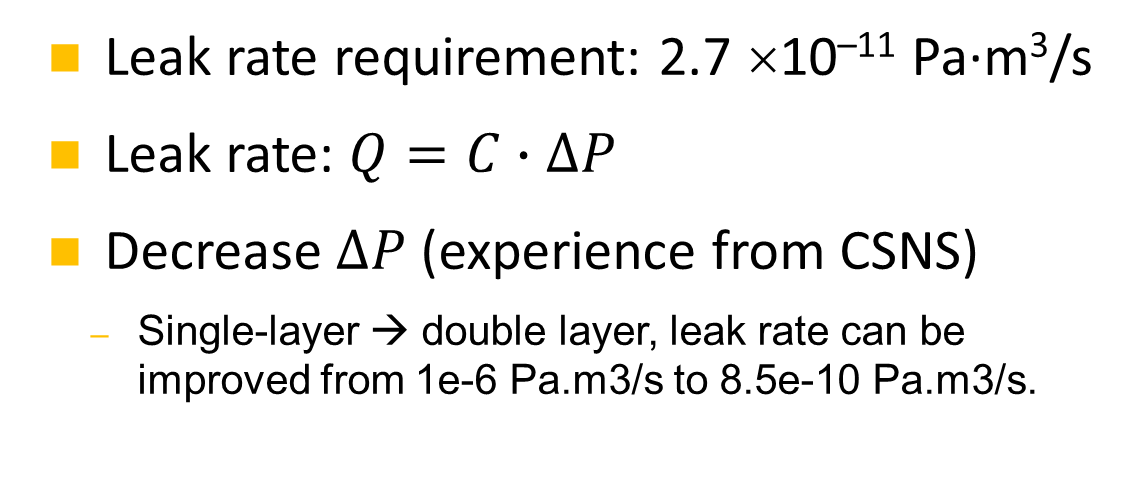 ■ Leak rate requirement: 2.7 ×10⁻¹¹ Pa·m³/s
■ Leak rate: Q = C · ΔP
■ Decrease ΔP (experience from CSNS)
– Single-layer → double layer, leak rate can be
improved from 1e-6 Pa.m3/s to 8.5e-10 Pa.m3/s.